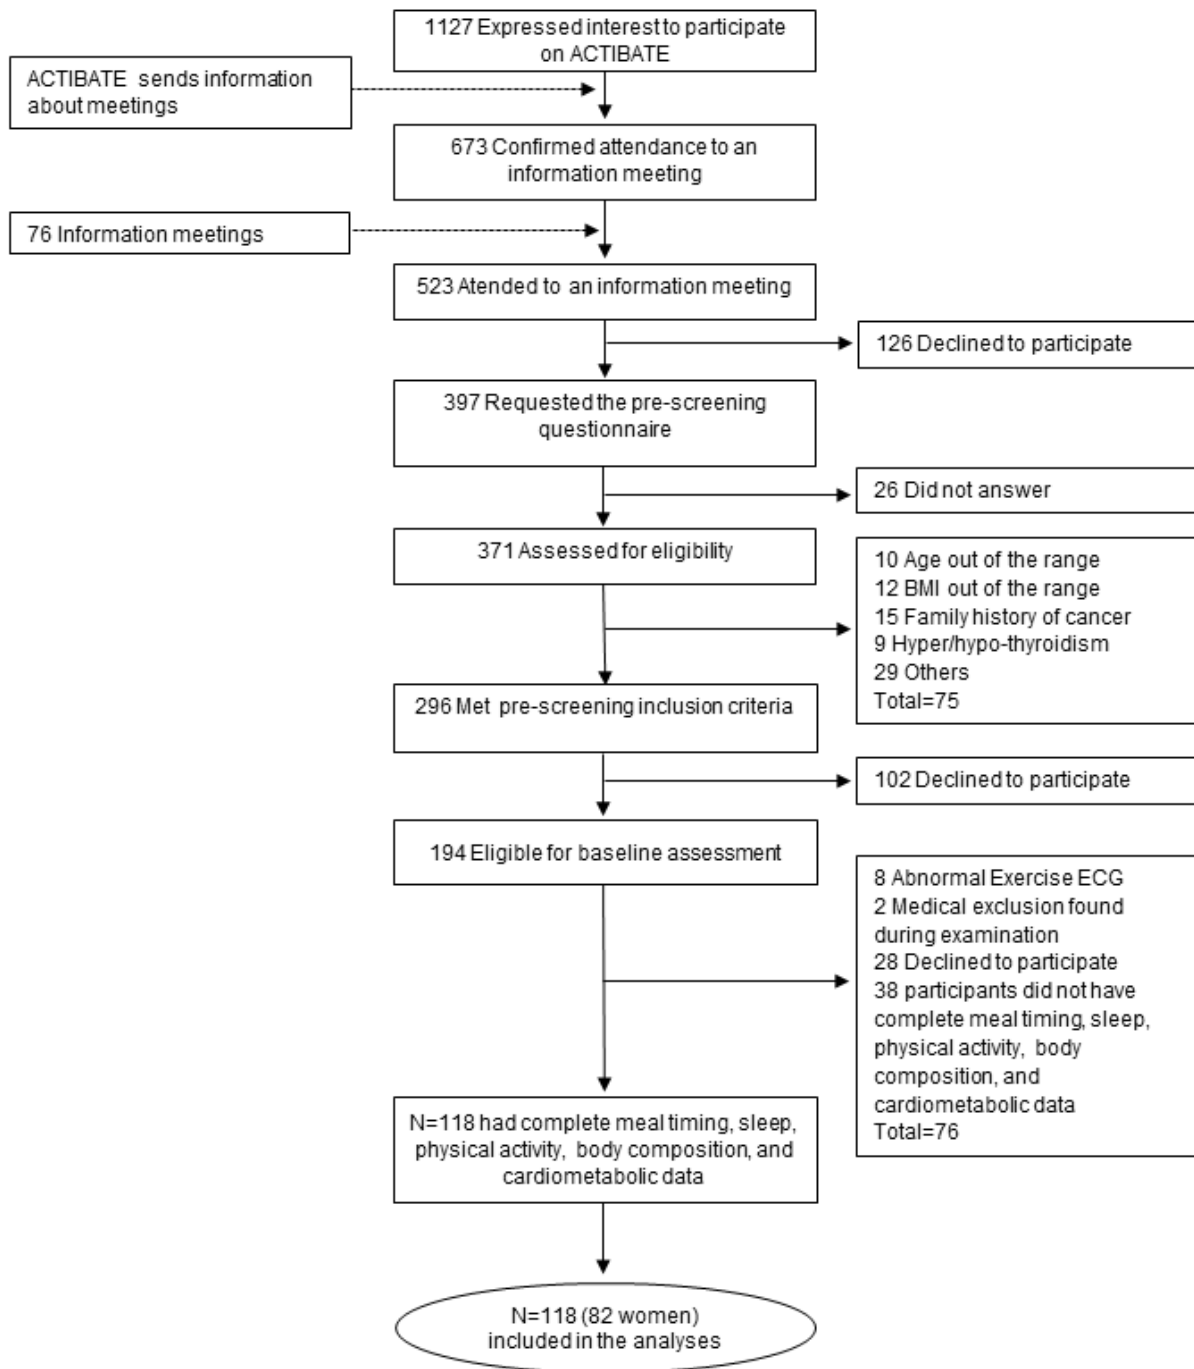 1127 Expressed interest to participate
on ACTIBATE
ACTIBATE sends information
about meetings
673 Confirmed attendance to an
information meeting
76 Information meetings
523 Atended to an information meeting
126 Declined to participate
397 Requested the pre-screening
questionnaire
26 Did not answer
371 Assessed for eligibility
10 Age out of the range
12 BMI out of the range
15 Family history of cancer
9 Hyper/hypo-thyroidism
29 Others
Total=75
296 Met pre-screening inclusion criteria
102 Declined to participate
194 Eligible for baseline assessment
8 Abnormal Exercise ECG
2 Medical exclusion found
during examination
28 Declined to participate
38 participants did not have
complete meal timing, sleep,
physical activity, body
composition, and
cardiometabolic data
Total=76
N=118 had complete meal timing, sleep,
physical activity, body composition, and
cardiometabolic data
N=118 (82 women)
included in the analyses